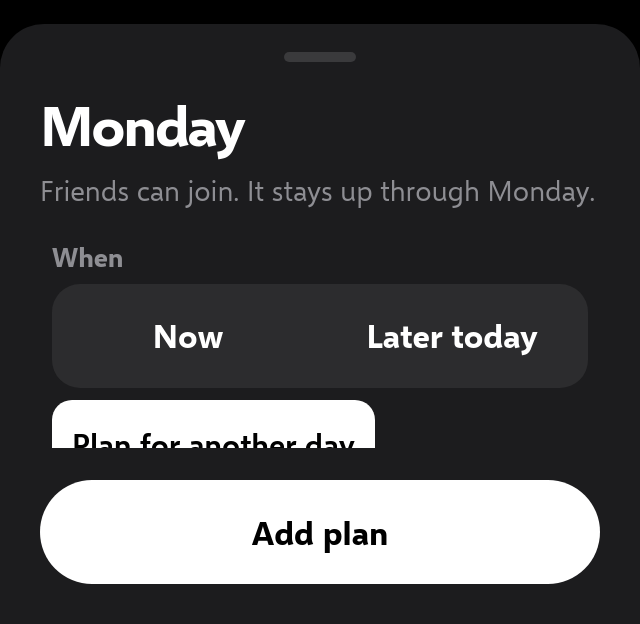 Monday
Friends can join. It stays up through Monday.
When
Now
Later today
Plan for another day
Add plan